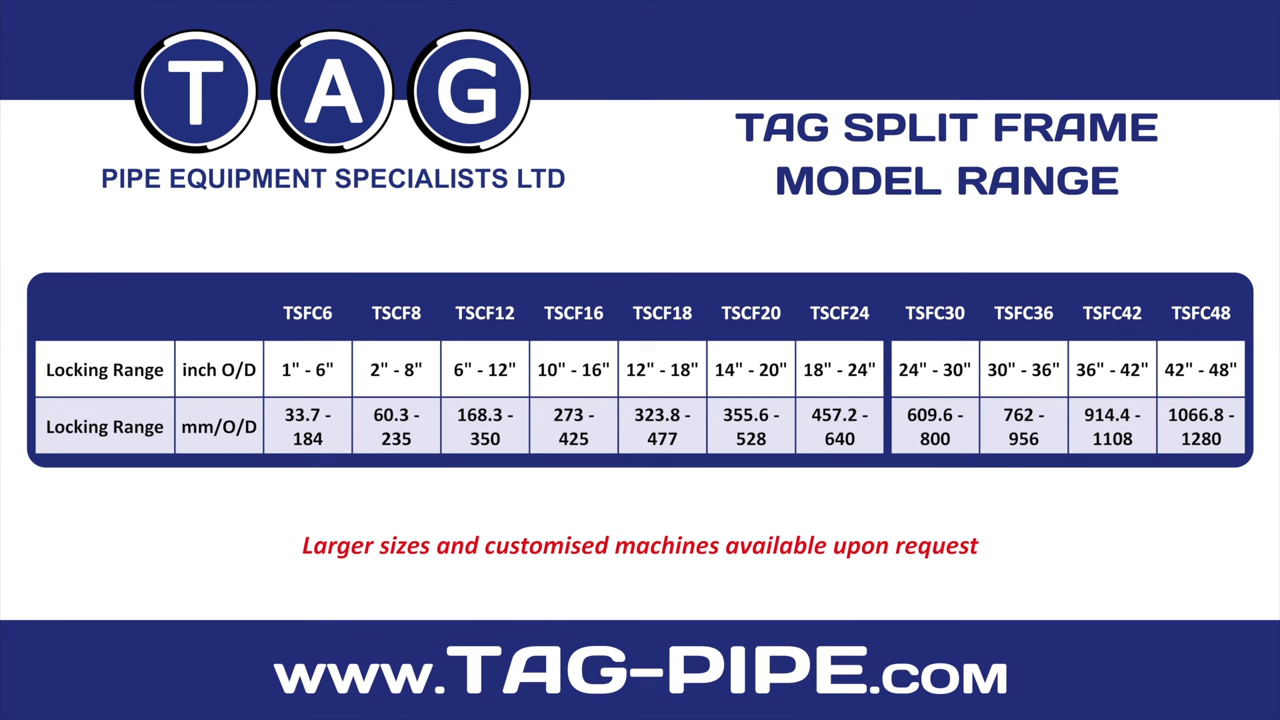 TAG
PIPE EQUIPMENT SPECIALISTS LTD
TAG SPLIT FRAME
MODEL RANGE
TSFC6 TSCF8 TSCF12 TSCF16 TSCF18 TSCF20 TSCF24 TSFC30 TSFC36 TSFC42 TSFC48
Locking Range inch O/D 1" - 6" 2" - 8" 6" - 12" 10" - 16" 12" - 18" 14" - 20" 18" - 24" 24" - 30" 30" - 36" 36" - 42" 42" - 48"
Locking Range mm/O/D 33.7 - 184 60.3 - 235 168.3 - 350 273 - 425 323.8 - 477 355.6 - 528 457.2 - 640 609.6 - 800 762 - 956 914.4 - 1108 1066.8 - 1280
Larger sizes and customised machines available upon request
www.TAG-PIPE.com